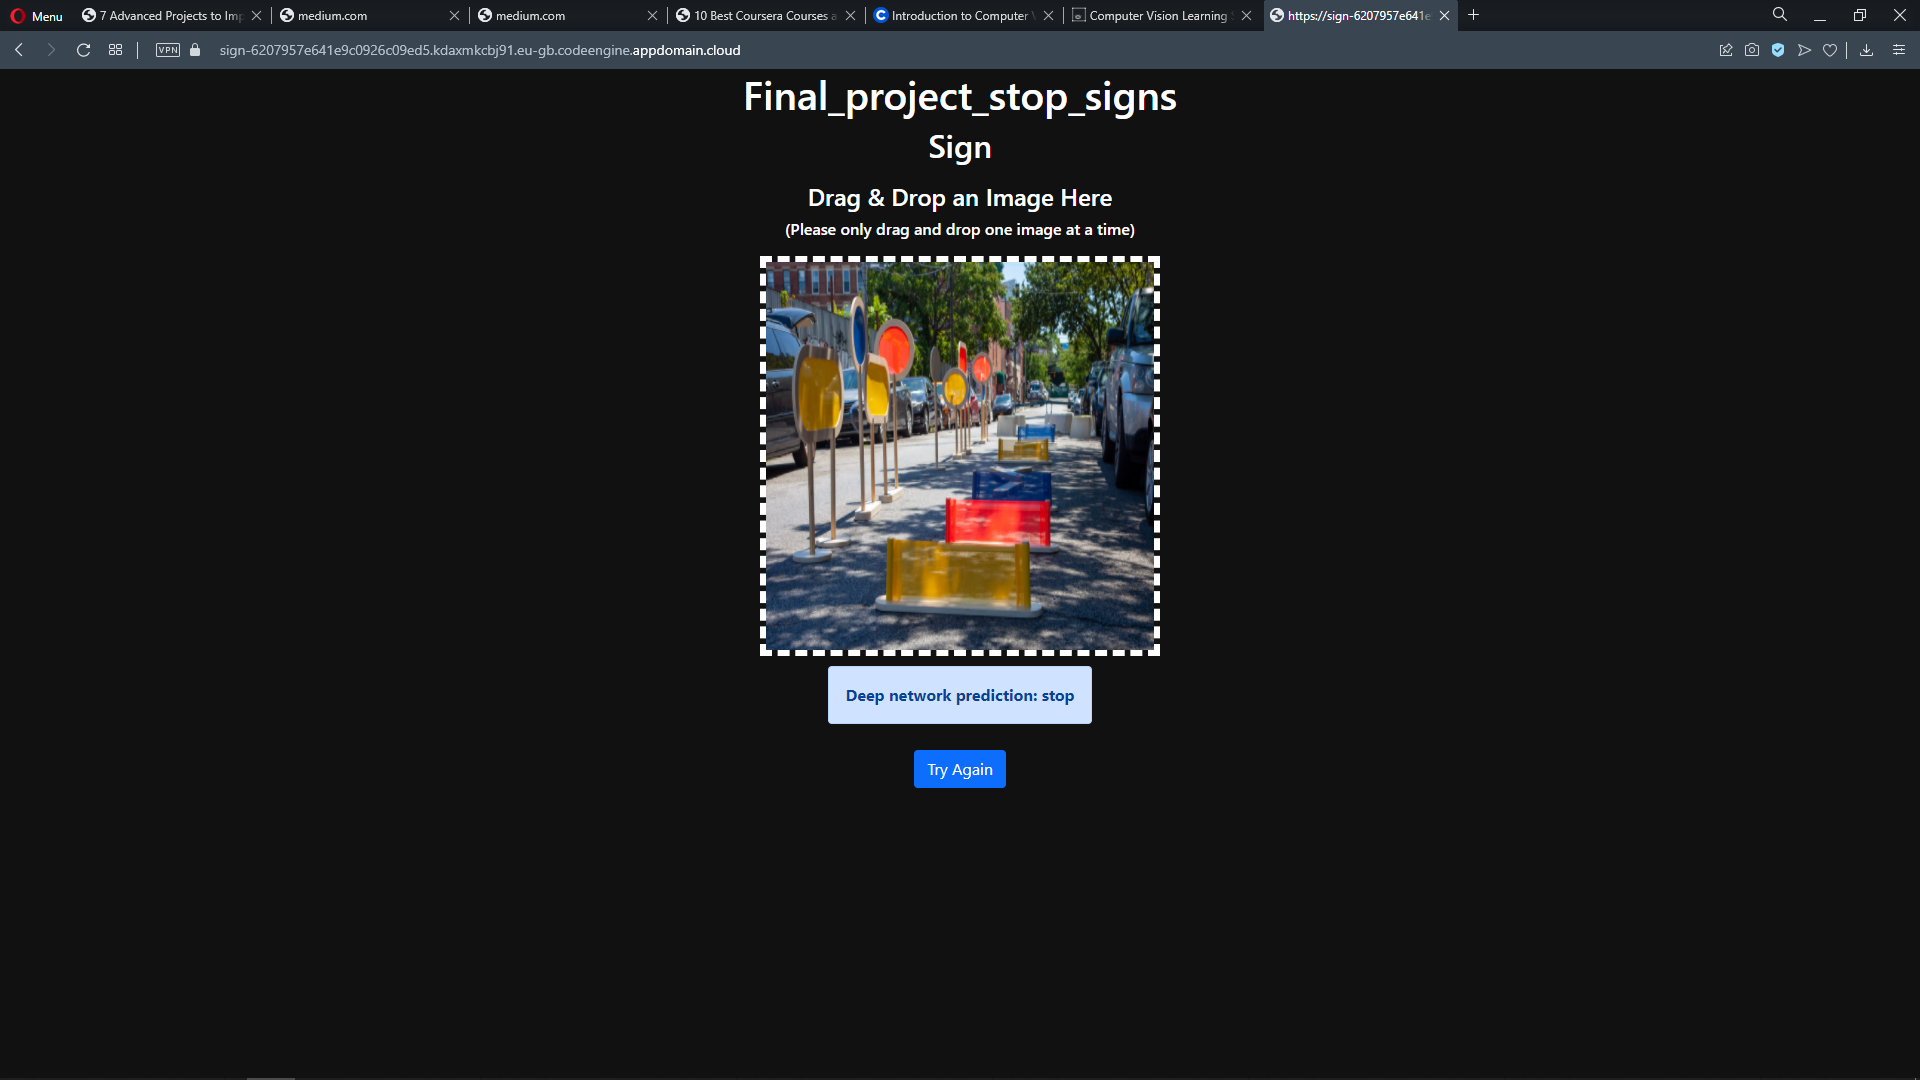 Menu
7 Advanced Projects to Imp
medium.com
medium.com
10 Best Coursera Courses a
Introduction to Computer V
Computer Vision Learning S
https://sign-6207957e641e
VPN
sign-6207957e641e9c0926c09ed5.kdaxmkcbj91.eu-gb.codeengine.appdomain.cloud
Final_project_stop_signs
Sign
Drag & Drop an Image Here
(Please only drag and drop one image at a time)
Deep network prediction: stop
Try Again